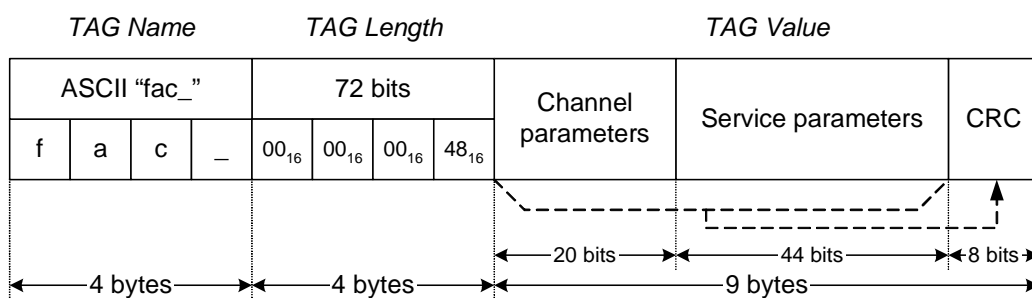 TAG Name TAG Length TAG Value
ASCII “fac_” 72 bits Channel parameters Service parameters CRC
f a c _ 00₁₆ 00₁₆ 00₁₆ 48₁₆
20 bits 44 bits 8 bits
4 bytes 4 bytes 9 bytes